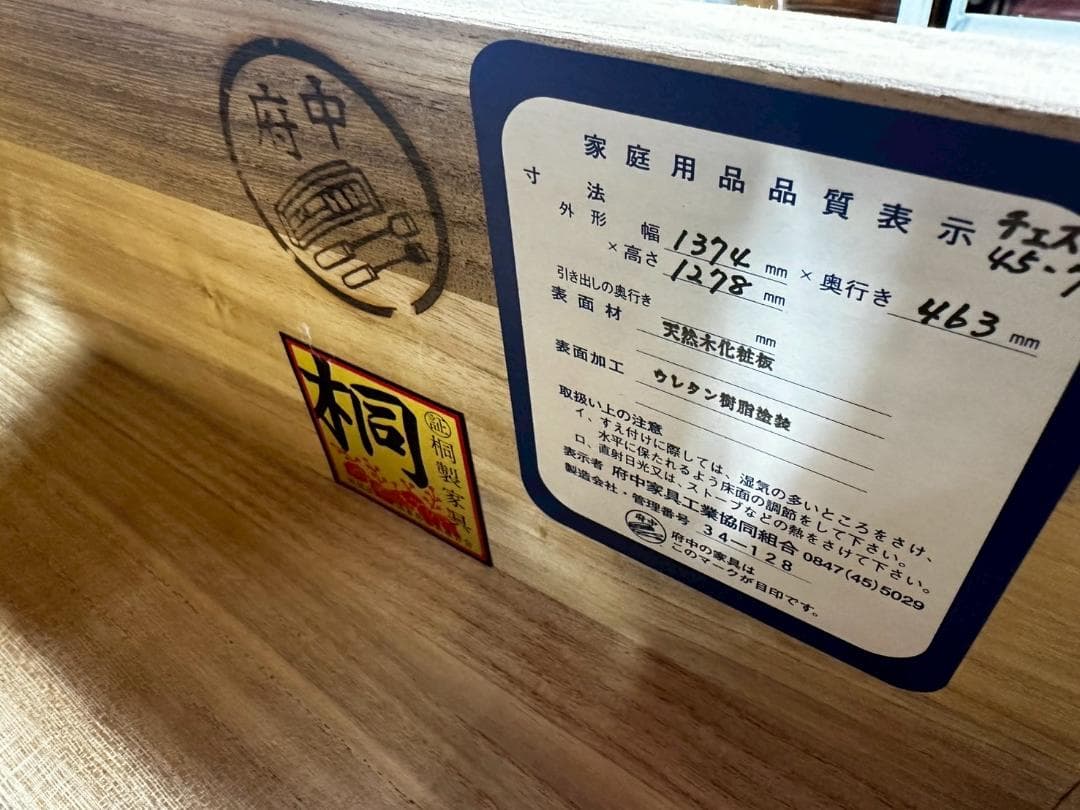 府中
桐
証 桐製家具
家庭用品品質表示
チェス
45-7
寸法
外形 幅 1374 mm × 奥行き 463 mm
×高さ 1278 mm
引き出しの奥行き mm
表面材 天然木化粧板
表面加工 ウレタン樹脂塗装
取扱い上の注意
イ、すえ付けに際しては、湿気の多いところをさけ、
水平に保たれるよう床面の調節をして下さい。
ロ、直射日光又は、ストーブなどの熱をさけて下さい。
表示者 府中家具工業協同組合 0847(45)5029
製造会社・管理番号 34-128
府中
府中の家具は
このマークが目印です。